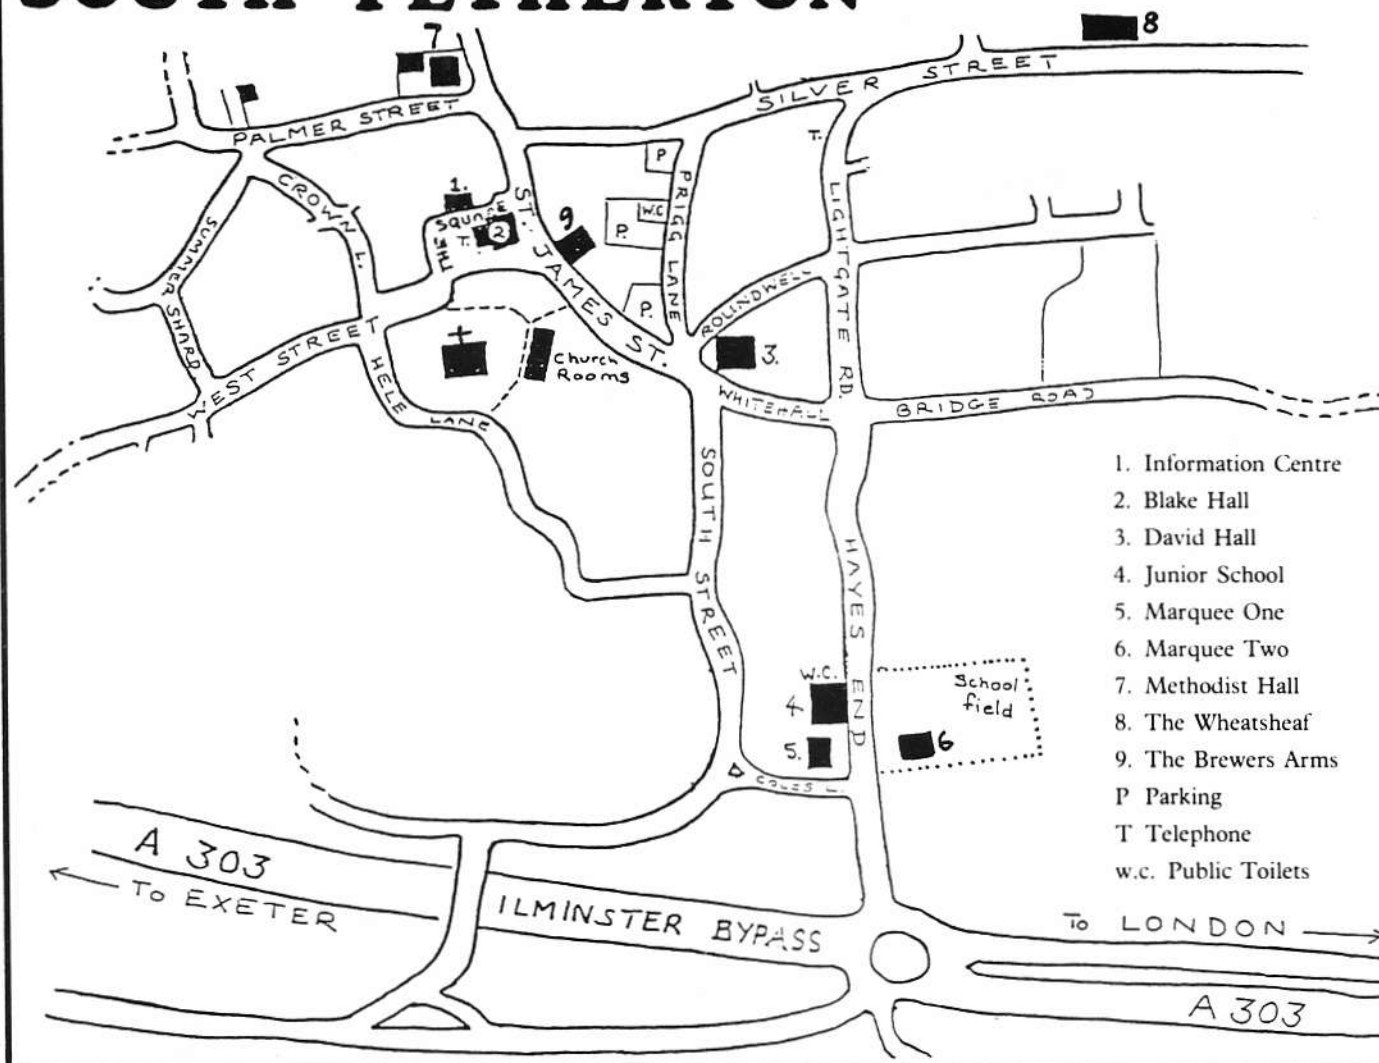 SOUTH PETHERTON
7
8
PALMER STREET
SILVER STREET
T.
P
CROWN L.
1.
THE SQUARE
T.
2
ST. JAMES ST.
9
W.C
P.
P.
PRIGG LANE
LIGHTGATE RD.
SUMMER SHARD
ROUNDWELL
3.
Church
Rooms
WEST STREET
HELE LANE
WHITEHALL
BRIDGE ROAD
SOUTH STREET
HAYES END
W.C.
4
5.
School
field
6
COLES L.
1. Information Centre
2. Blake Hall
3. David Hall
4. Junior School
5. Marquee One
6. Marquee Two
7. Methodist Hall
8. The Wheatsheaf
9. The Brewers Arms
P Parking
T Telephone
w.c. Public Toilets
A 303
To EXETER
ILMINSTER BYPASS
To LONDON
A 303